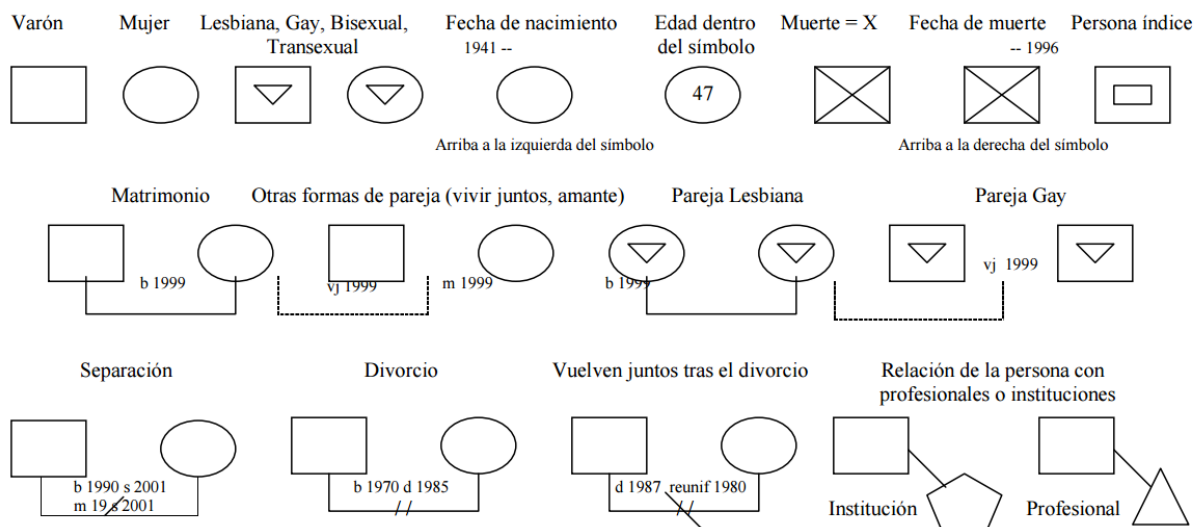 Varón Mujer Lesbiana, Gay, Bisexual, Transexual Fecha de nacimiento Edad dentro del símbolo Muerte = X Fecha de muerte Persona índice
1941 --
-- 1996
47
Arriba a la izquierda del símbolo
Arriba a la derecha del símbolo
Matrimonio Otras formas de pareja (vivir juntos, amante) Pareja Lesbiana Pareja Gay
b 1999 vj 1999 m 1999 b 1999 vj 1999
Separación Divorcio Vuelven juntos tras el divorcio Relación de la persona con
profesionales o instituciones
b 1990 s 2001 b 1970 d 1985 d 1987 reunif 1980
m 19 s 2001
Institución Profesional